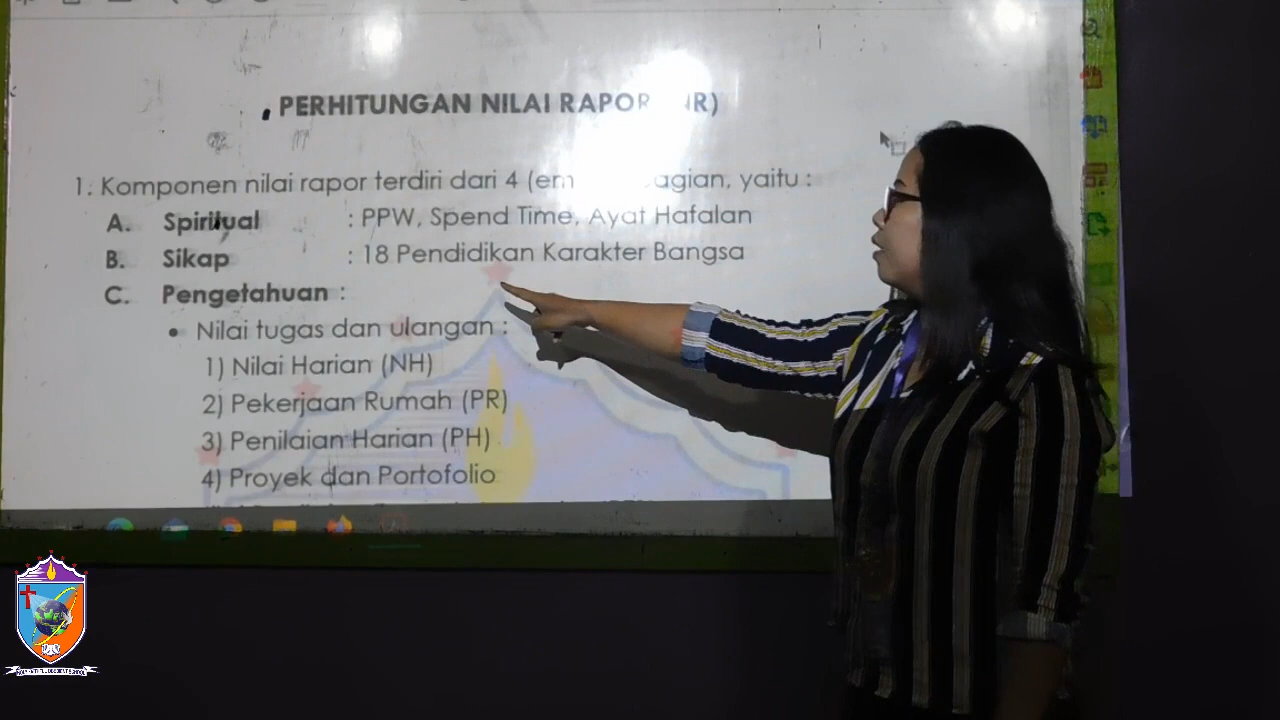 PERHITUNGAN NILAI RAPOR
1. Komponen nilai rapor terdiri dari 4 agian, yaitu :
A. Spiritual : PPW, Spend Time, Ayat Hafalan
B. Sikap : 18 Pendidikan Karakter Bangsa
C. Pengetahuan :
• Nilai tugas dan ulangan :
1) Nilai Harian (NH)
2) Pekerjaan Rumah (PR)
3) Penilaian Harian (PH)
4) Proyek dan Portofolio